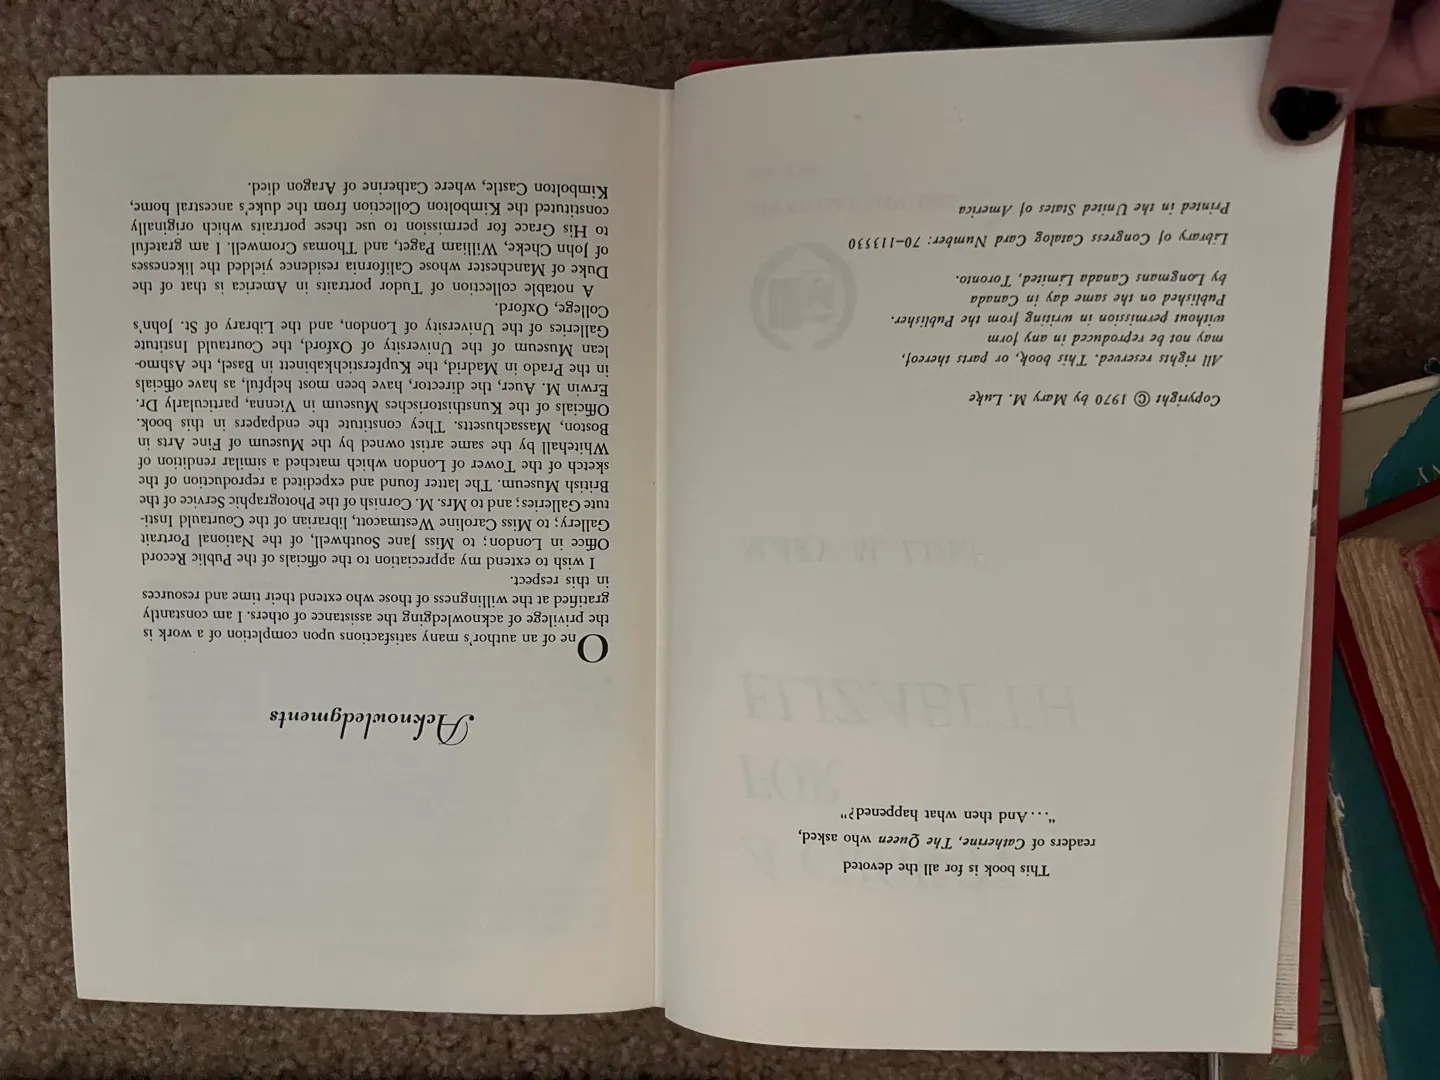 This book is for all the devoted
readers of Catherine, The Queen who asked,
"...And then what happened?"
Copyright © 1970 by Mary M. Luke
All rights reserved. This book, or parts thereof,
may not be reproduced in any form
without permission in writing from the Publisher.
Published on the same day in Canada
by Longmans Canada Limited, Toronto.
Library of Congress Catalog Card Number: 70–113530
Printed in the United States of America
Acknowledgments
One of an author's many satisfactions upon completion of a work is
the privilege of acknowledging the assistance of others. I am constantly
gratified at the willingness of those who extend their time and resources
in this respect.
I wish to extend my appreciation to the officials of the Public Record
Office in London; to Miss Jane Southwell, of the National Portrait
Gallery; to Miss Caroline Westmacott, librarian of the Courtauld Insti-
tute Galleries; and to Mrs. M. Cornish of the Photographic Service of the
British Museum. The latter found and expedited a reproduction of the
sketch of the Tower of London which matched a similar rendition of
Whitehall by the same artist owned by the Museum of Fine Arts in
Boston, Massachusetts. They constitute the endpapers in this book.
Officials of the Kunsthistorisches Museum in Vienna, particularly Dr.
Erwin M. Auer, the director, have been most helpful, as have officials
in the Prado in Madrid, the Kupferstichkabinett in Basel, the Ashmo-
lean Museum of the University of Oxford, the Courtauld Institute
Galleries of the University of London, and the Library of St. John's
College, Oxford.
A notable collection of Tudor portraits in America is that of the
Duke of Manchester whose California residence yielded the likenesses
of John Cheke, William Paget, and Thomas Cromwell. I am grateful
to His Grace for permission to use these portraits which originally
constituted the Kimbolton Collection from the duke's ancestral home,
Kimbolton Castle, where Catherine of Aragon died.